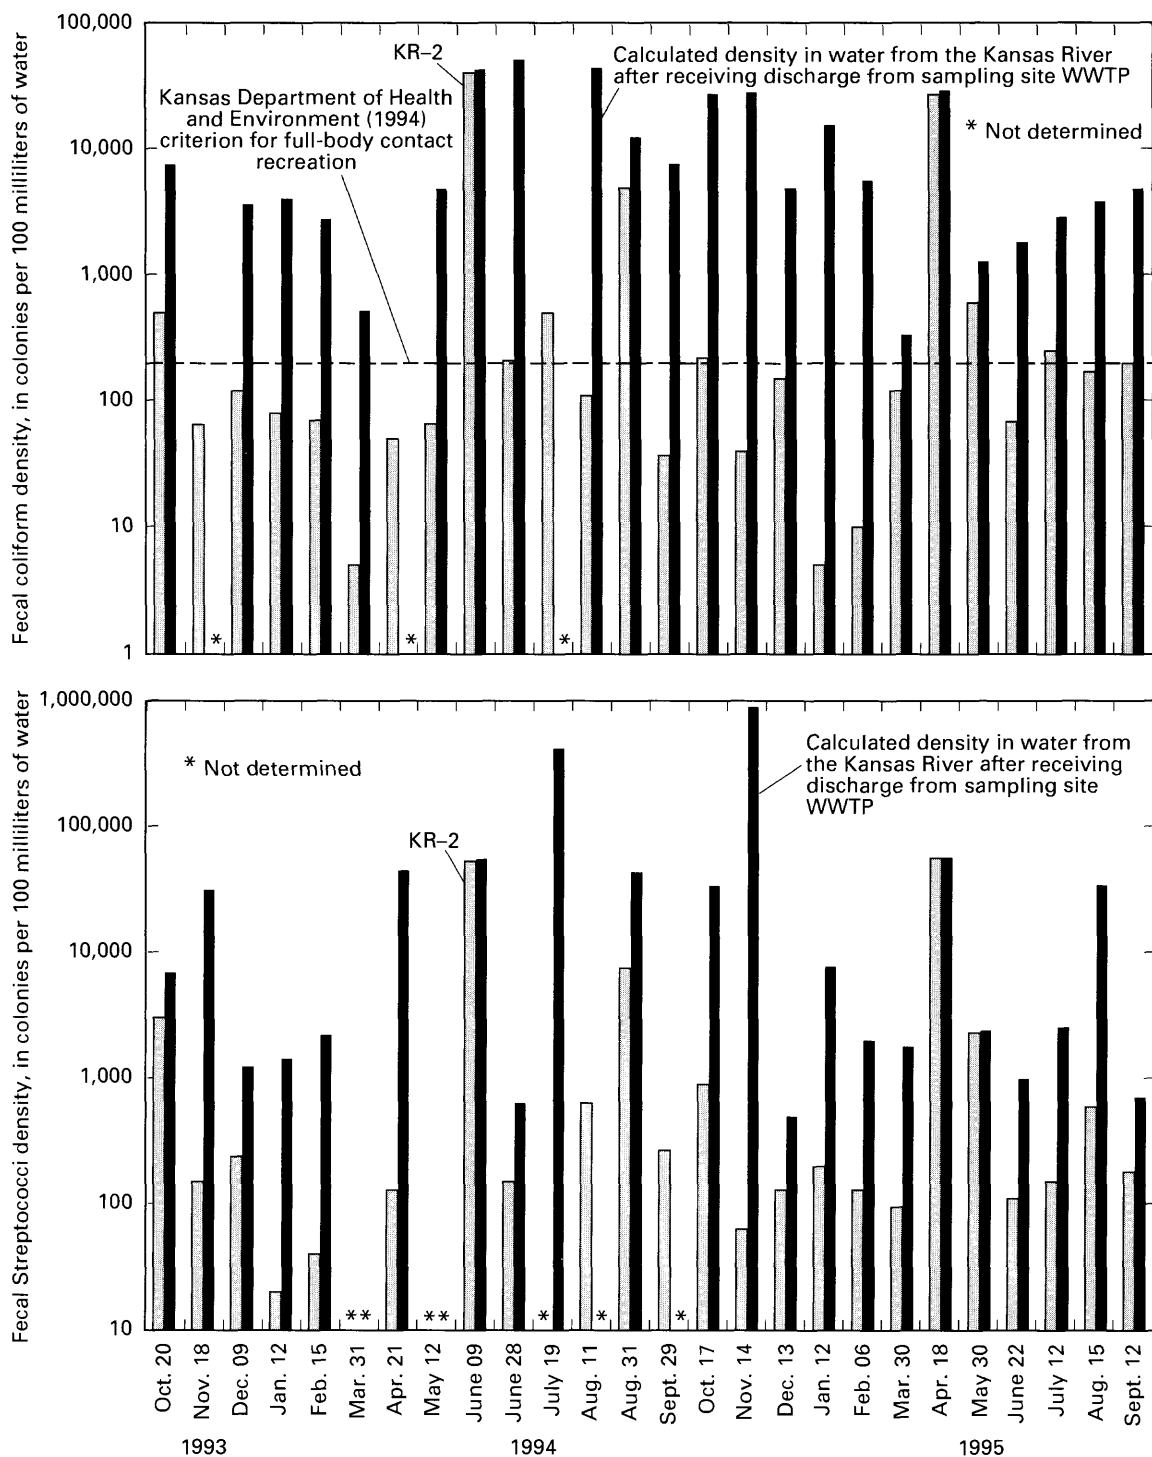 Fecal coliform density, in colonies per 100 milliliters of water
100,000
10,000
1,000
100
10
1
KR–2
Calculated density in water from the Kansas River
after receiving discharge from sampling site WWTP
Kansas Department of Health
and Environment (1994)
criterion for full-body contact
recreation
* Not determined
*
*
*
Fecal Streptococci density, in colonies per 100 milliliters of water
1,000,000
100,000
10,000
1,000
100
10
* Not determined
Calculated density in water from
the Kansas River after receiving
discharge from sampling site
WWTP
KR–2
**
**
*
*
*
Oct. 20
Nov. 18
Dec. 09
Jan. 12
Feb. 15
Mar. 31
Apr. 21
May 12
June 09
June 28
July 19
Aug. 11
Aug. 31
Sept. 29
Oct. 17
Nov. 14
Dec. 13
Jan. 12
Feb. 06
Mar. 30
Apr. 18
May 30
June 22
July 12
Aug. 15
Sept. 12
1993
1994
1995